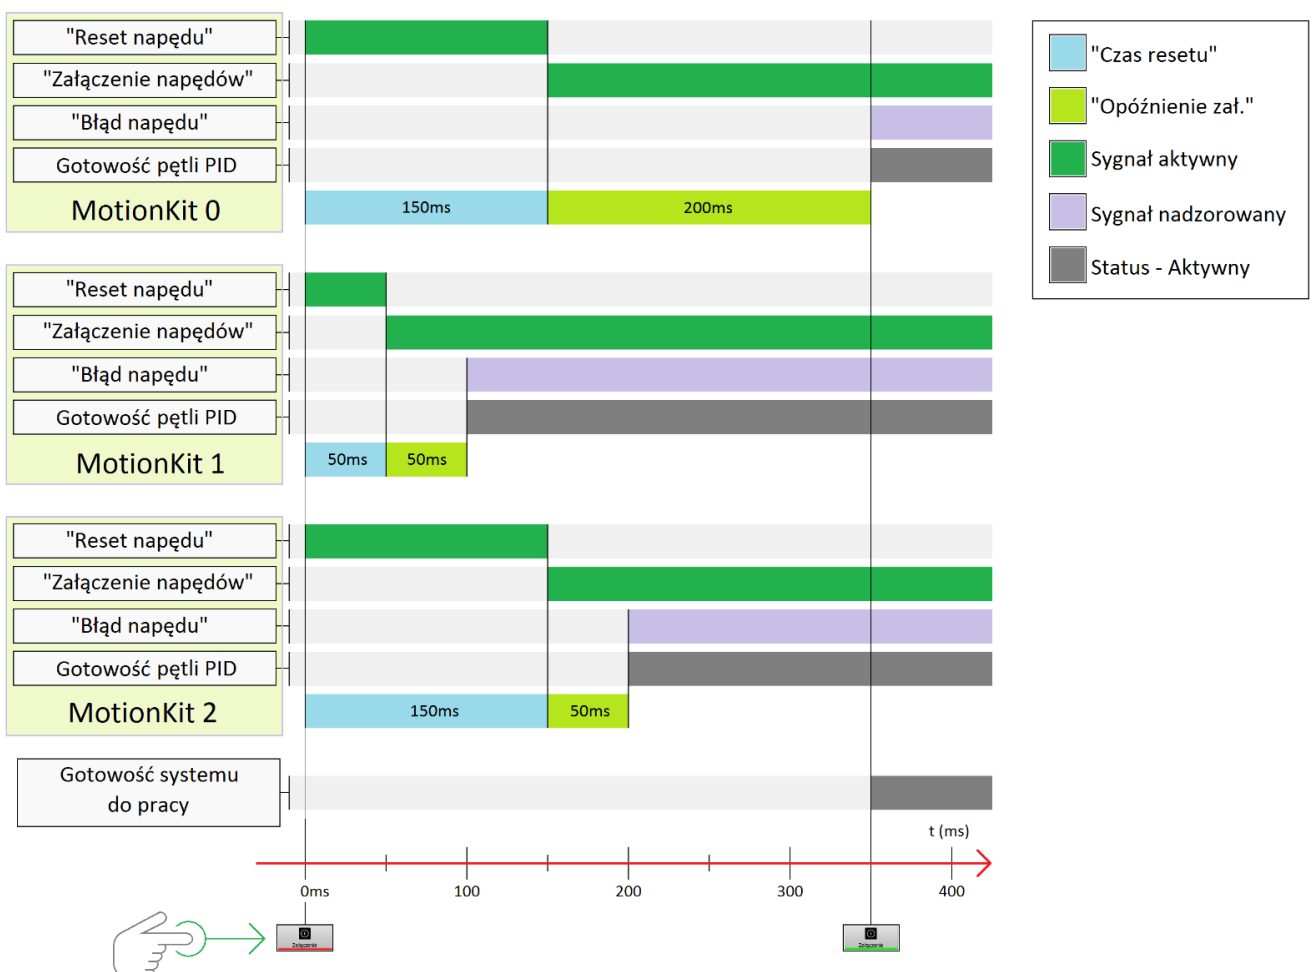 "Reset napędu"
"Załączenie napędów"
"Błąd napędu"
Gotowość pętli PID
MotionKit 0
150ms
200ms
"Czas resetu"
"Opóźnienie zał."
Sygnał aktywny
Sygnał nadzorowany
Status - Aktywny
"Reset napędu"
"Załączenie napędów"
"Błąd napędu"
Gotowość pętli PID
MotionKit 1
50ms
50ms
"Reset napędu"
"Załączenie napędów"
"Błąd napędu"
Gotowość pętli PID
MotionKit 2
150ms
50ms
Gotowość systemu
do pracy
t (ms)
0ms
100
200
300
400
Załączenie
Załączenie